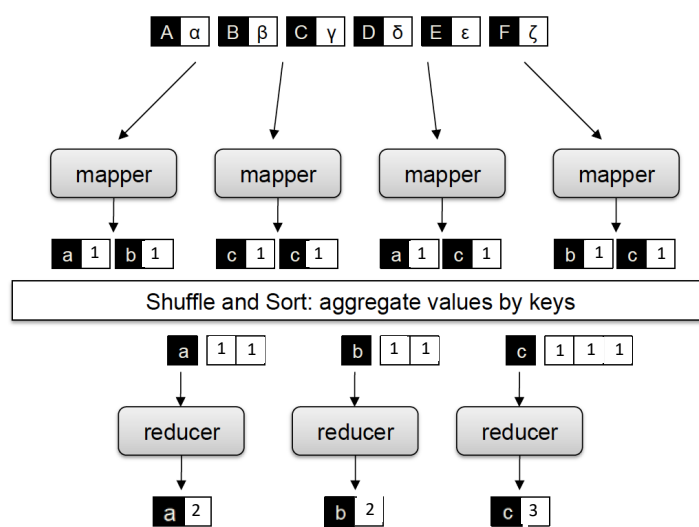 A α B β C γ D δ E ε F ζ
mapper mapper mapper mapper
a 1 b 1 c 1 c 1 a 1 c 1 b 1 c 1
Shuffle and Sort: aggregate values by keys
a 1 1 b 1 1 c 1 1 1
reducer reducer reducer
a 2 b 2 c 3